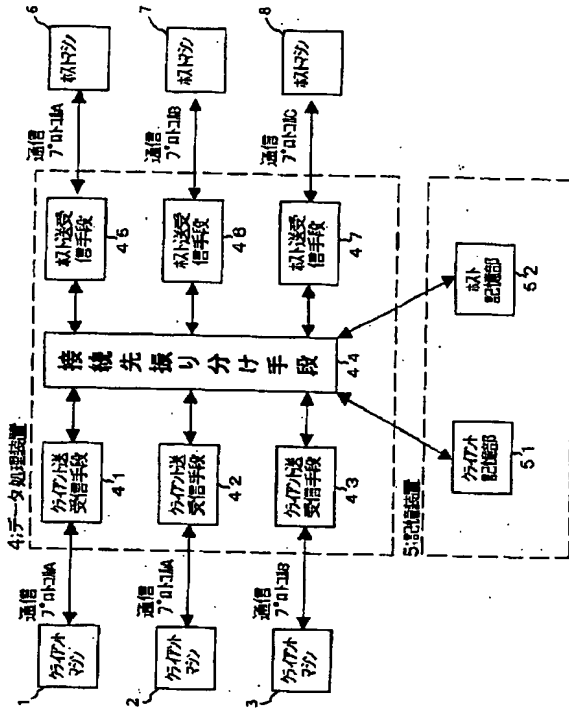 1
クライアント
マシン
通信
プロトコルA
2
クライアント
マシン
通信
プロトコルA
3
クライアント
マシン
通信
プロトコルB
4:データ処理装置
クライアント送
受信手段
41
クライアント送
受信手段
42
クライアント送
受信手段
43
接続先振り分け手段
44
ホスト送受
信手段
45
ホスト送受
信手段
46
ホスト送受
信手段
47
通信
プロトコルA
6
ホストマシン
通信
プロトコルB
7
ホストマシン
通信
プロトコルC
8
ホストマシン
5:記憶装置
クライアント
記憶部
51
ホスト
記憶部
52